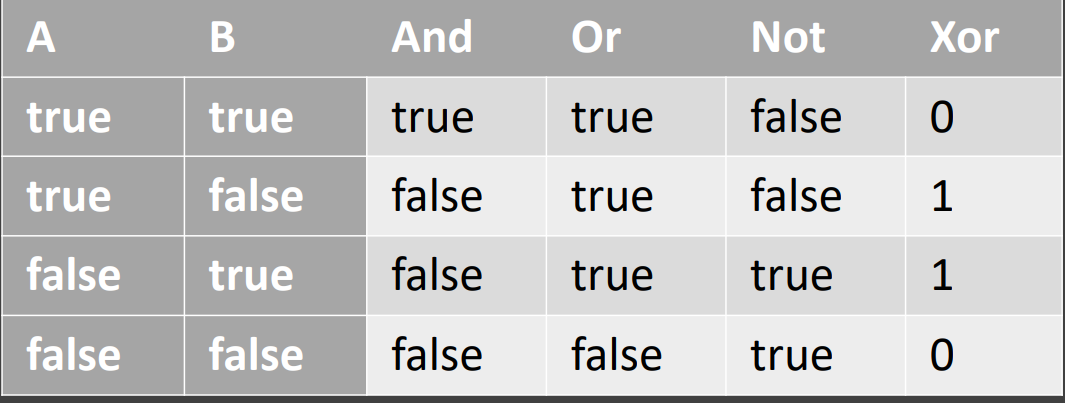 A B And Or Not Xor
true true true true false 0
true false false true false 1
false true false true true 1
false false false false true 0